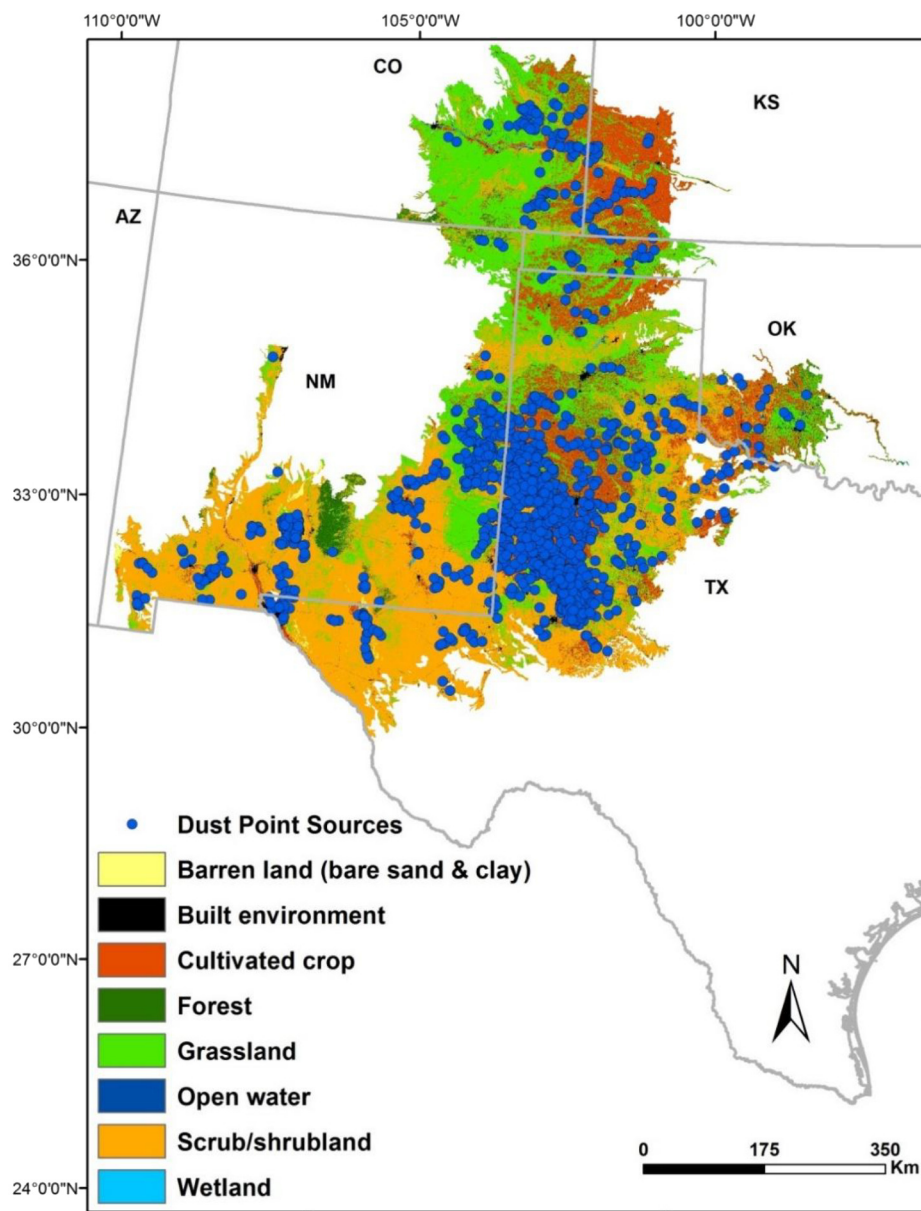 110°0'0"W 105°0'0"W 100°0'0"W
CO
KS
AZ
36°0'0"N
OK
NM
33°0'0"N
TX
30°0'0"N
Dust Point Sources
Barren land (bare sand & clay)
Built environment
Cultivated crop
27°0'0"N
N
Forest
Grassland
Open water
Scrub/shrubland
0 175 350
Km
Wetland
24°0'0"N